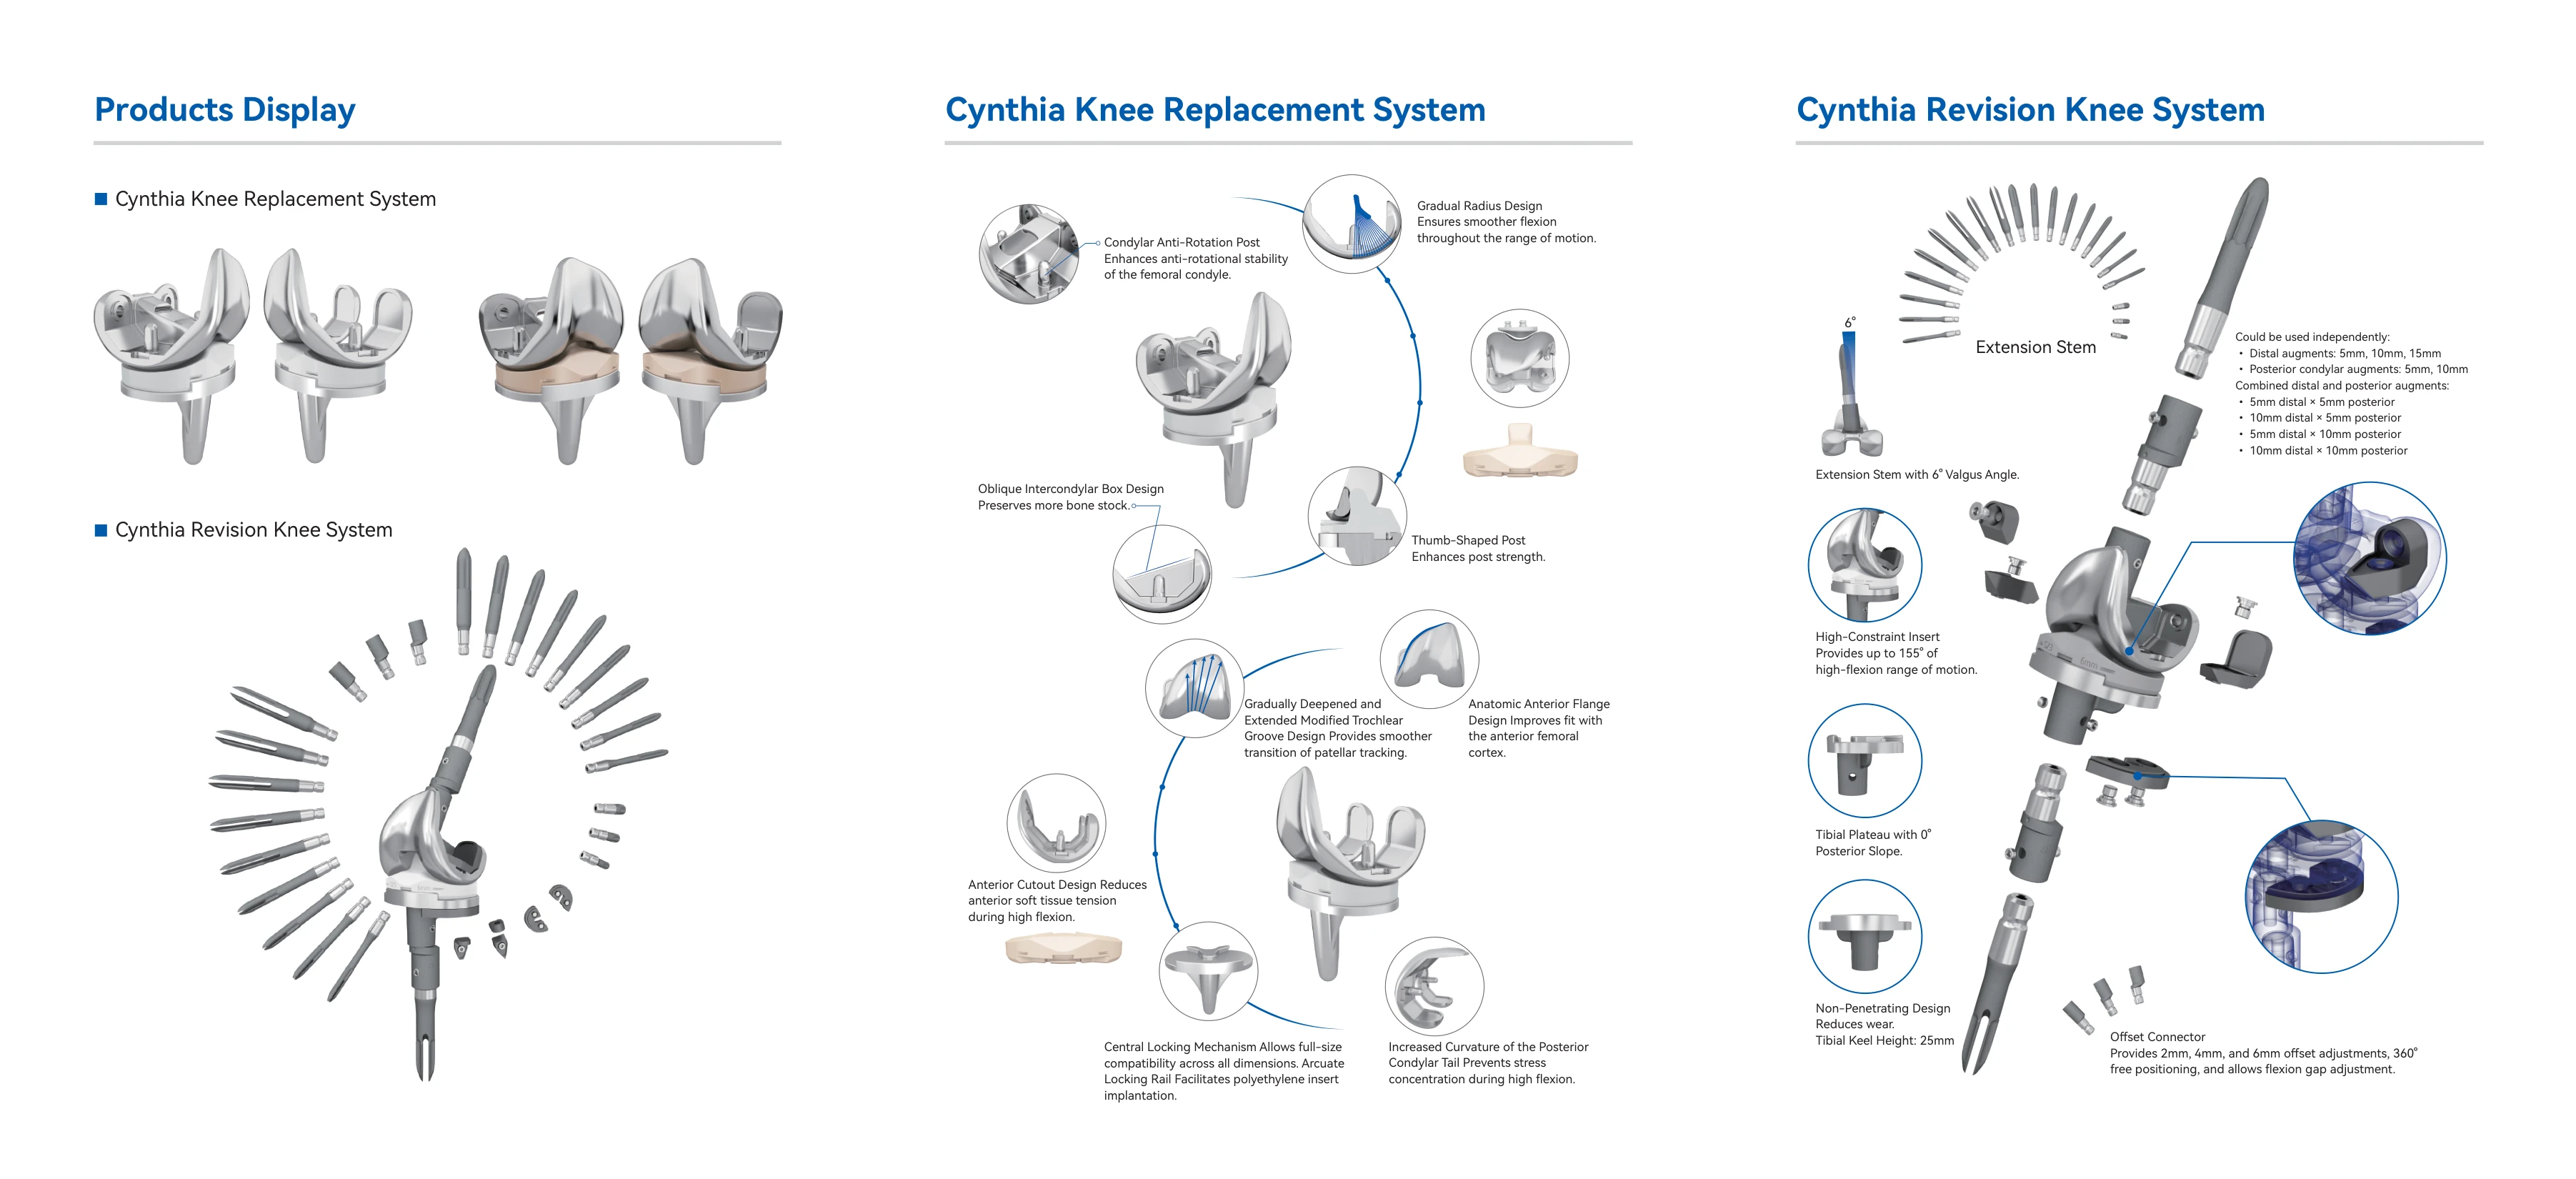 Products Display
Cynthia Knee Replacement System
Cynthia Revision Knee System
Cynthia Knee Replacement System
Condylar Anti-Rotation Post
Enhances anti-rotational stability
of the femoral condyle.
Gradual Radius Design
Ensures smoother flexion
throughout the range of motion.
Oblique Intercondylar Box Design
Preserves more bone stock.
Thumb-Shaped Post
Enhances post strength.
Gradually Deepened and
Extended Modified Trochlear
Groove Design Provides smoother
transition of patellar tracking.
Anatomic Anterior Flange
Design Improves fit with
the anterior femoral
cortex.
Anterior Cutout Design Reduces
anterior soft tissue tension
during high flexion.
Central Locking Mechanism Allows full-size
compatibility across all dimensions. Arcuate
Locking Rail Facilitates polyethylene insert
implantation.
Increased Curvature of the Posterior
Condylar Tail Prevents stress
concentration during high flexion.
Cynthia Revision Knee System
Extension Stem
6°
Extension Stem with 6° Valgus Angle.
Could be used independently:
• Distal augments: 5mm, 10mm, 15mm
• Posterior condylar augments: 5mm, 10mm
Combined distal and posterior augments:
• 5mm distal × 5mm posterior
• 10mm distal × 5mm posterior
• 5mm distal × 10mm posterior
• 10mm distal × 10mm posterior
High-Constraint Insert
Provides up to 155° of
high-flexion range of motion.
Tibial Plateau with 0°
Posterior Slope.
Non-Penetrating Design
Reduces wear.
Tibial Keel Height: 25mm
Offset Connector
Provides 2mm, 4mm, and 6mm offset adjustments, 360°
free positioning, and allows flexion gap adjustment.